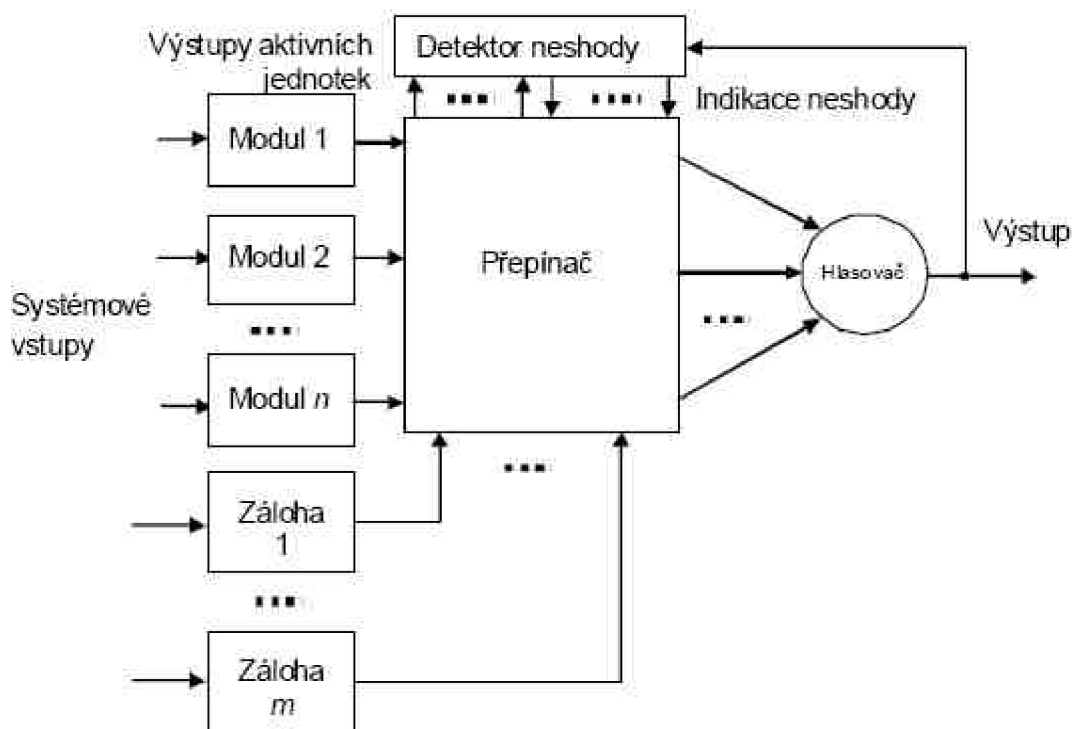 Výstupy aktivních
jednotek
Detektor neshody
Indikace neshody
Modul 1
Modul 2
Modul n
Systémové
vstupy
Přepínač
Hlasovač
Výstup
Záloha
1
Záloha
m